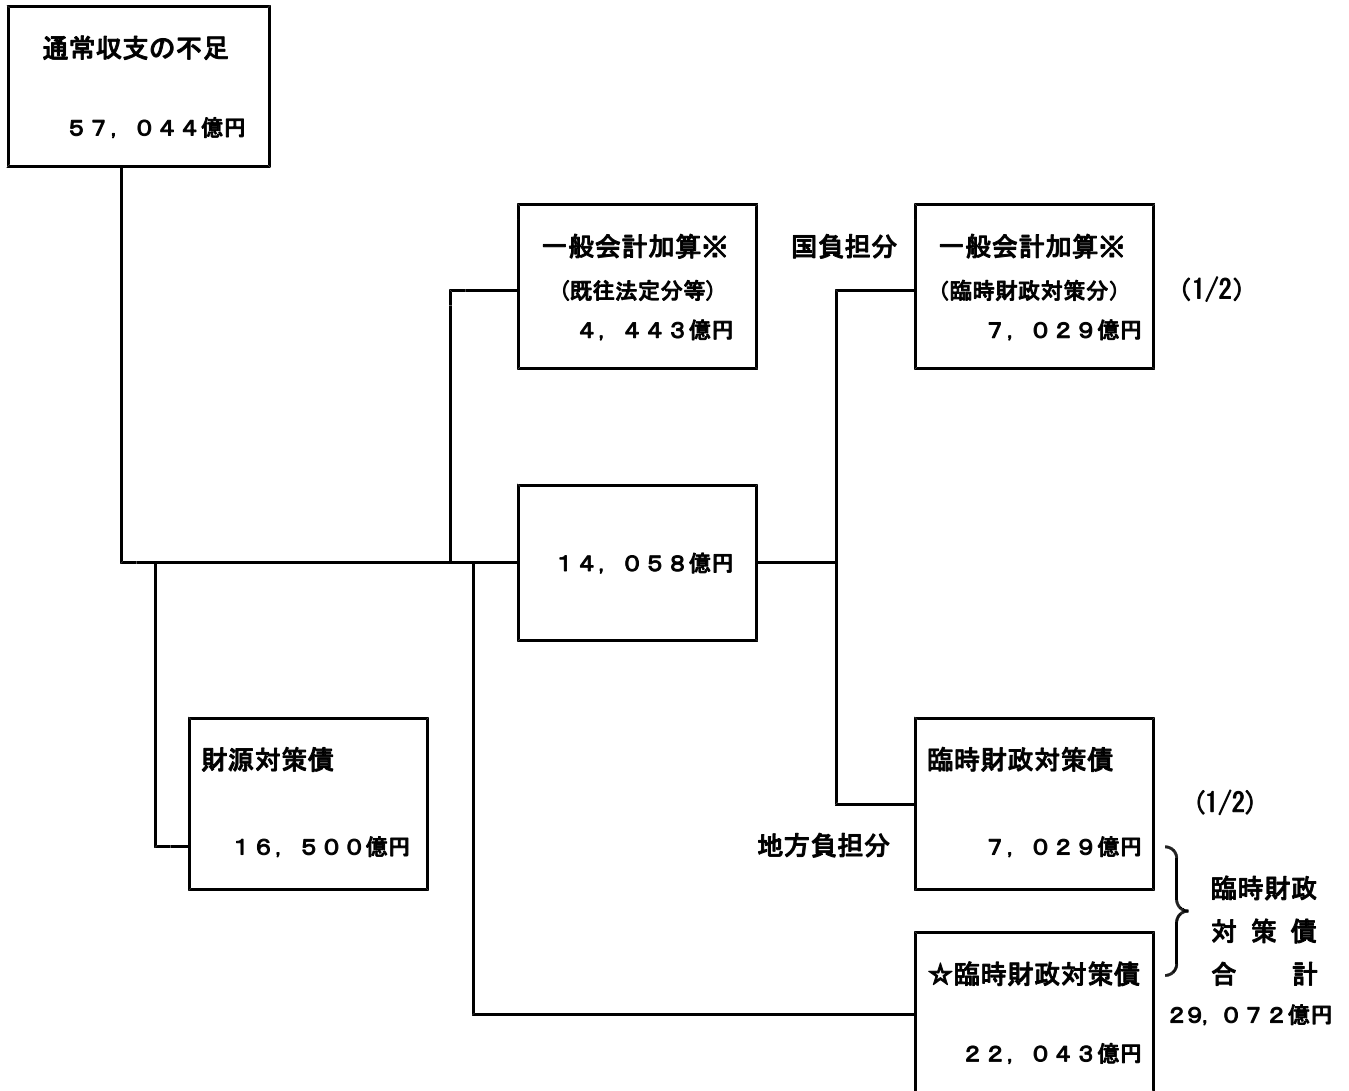 通常収支の不足
５７，０４４億円
一般会計加算※
（既往法定分等）
４，４４３億円
国負担分
一般会計加算※
（臨時財政対策分）
７，０２９億円
(1/2)
１４，０５８億円
財源対策債
１６，５００億円
臨時財政対策債
７，０２９億円
(1/2)
地方負担分
☆臨時財政対策債
２２，０４３億円
臨時財政
対策債
合計
２９，０７２億円